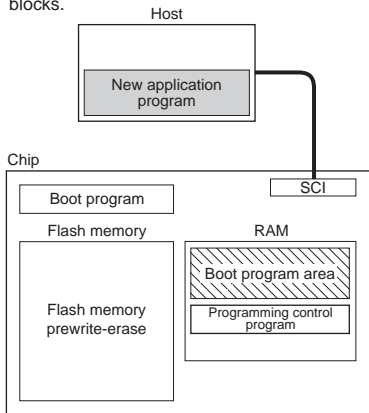 blocks.
Host
New application
program
Chip
SCI
Boot program
Flash memory
RAM
Boot program area
Flash memory
prewrite-erase
Programming control
program